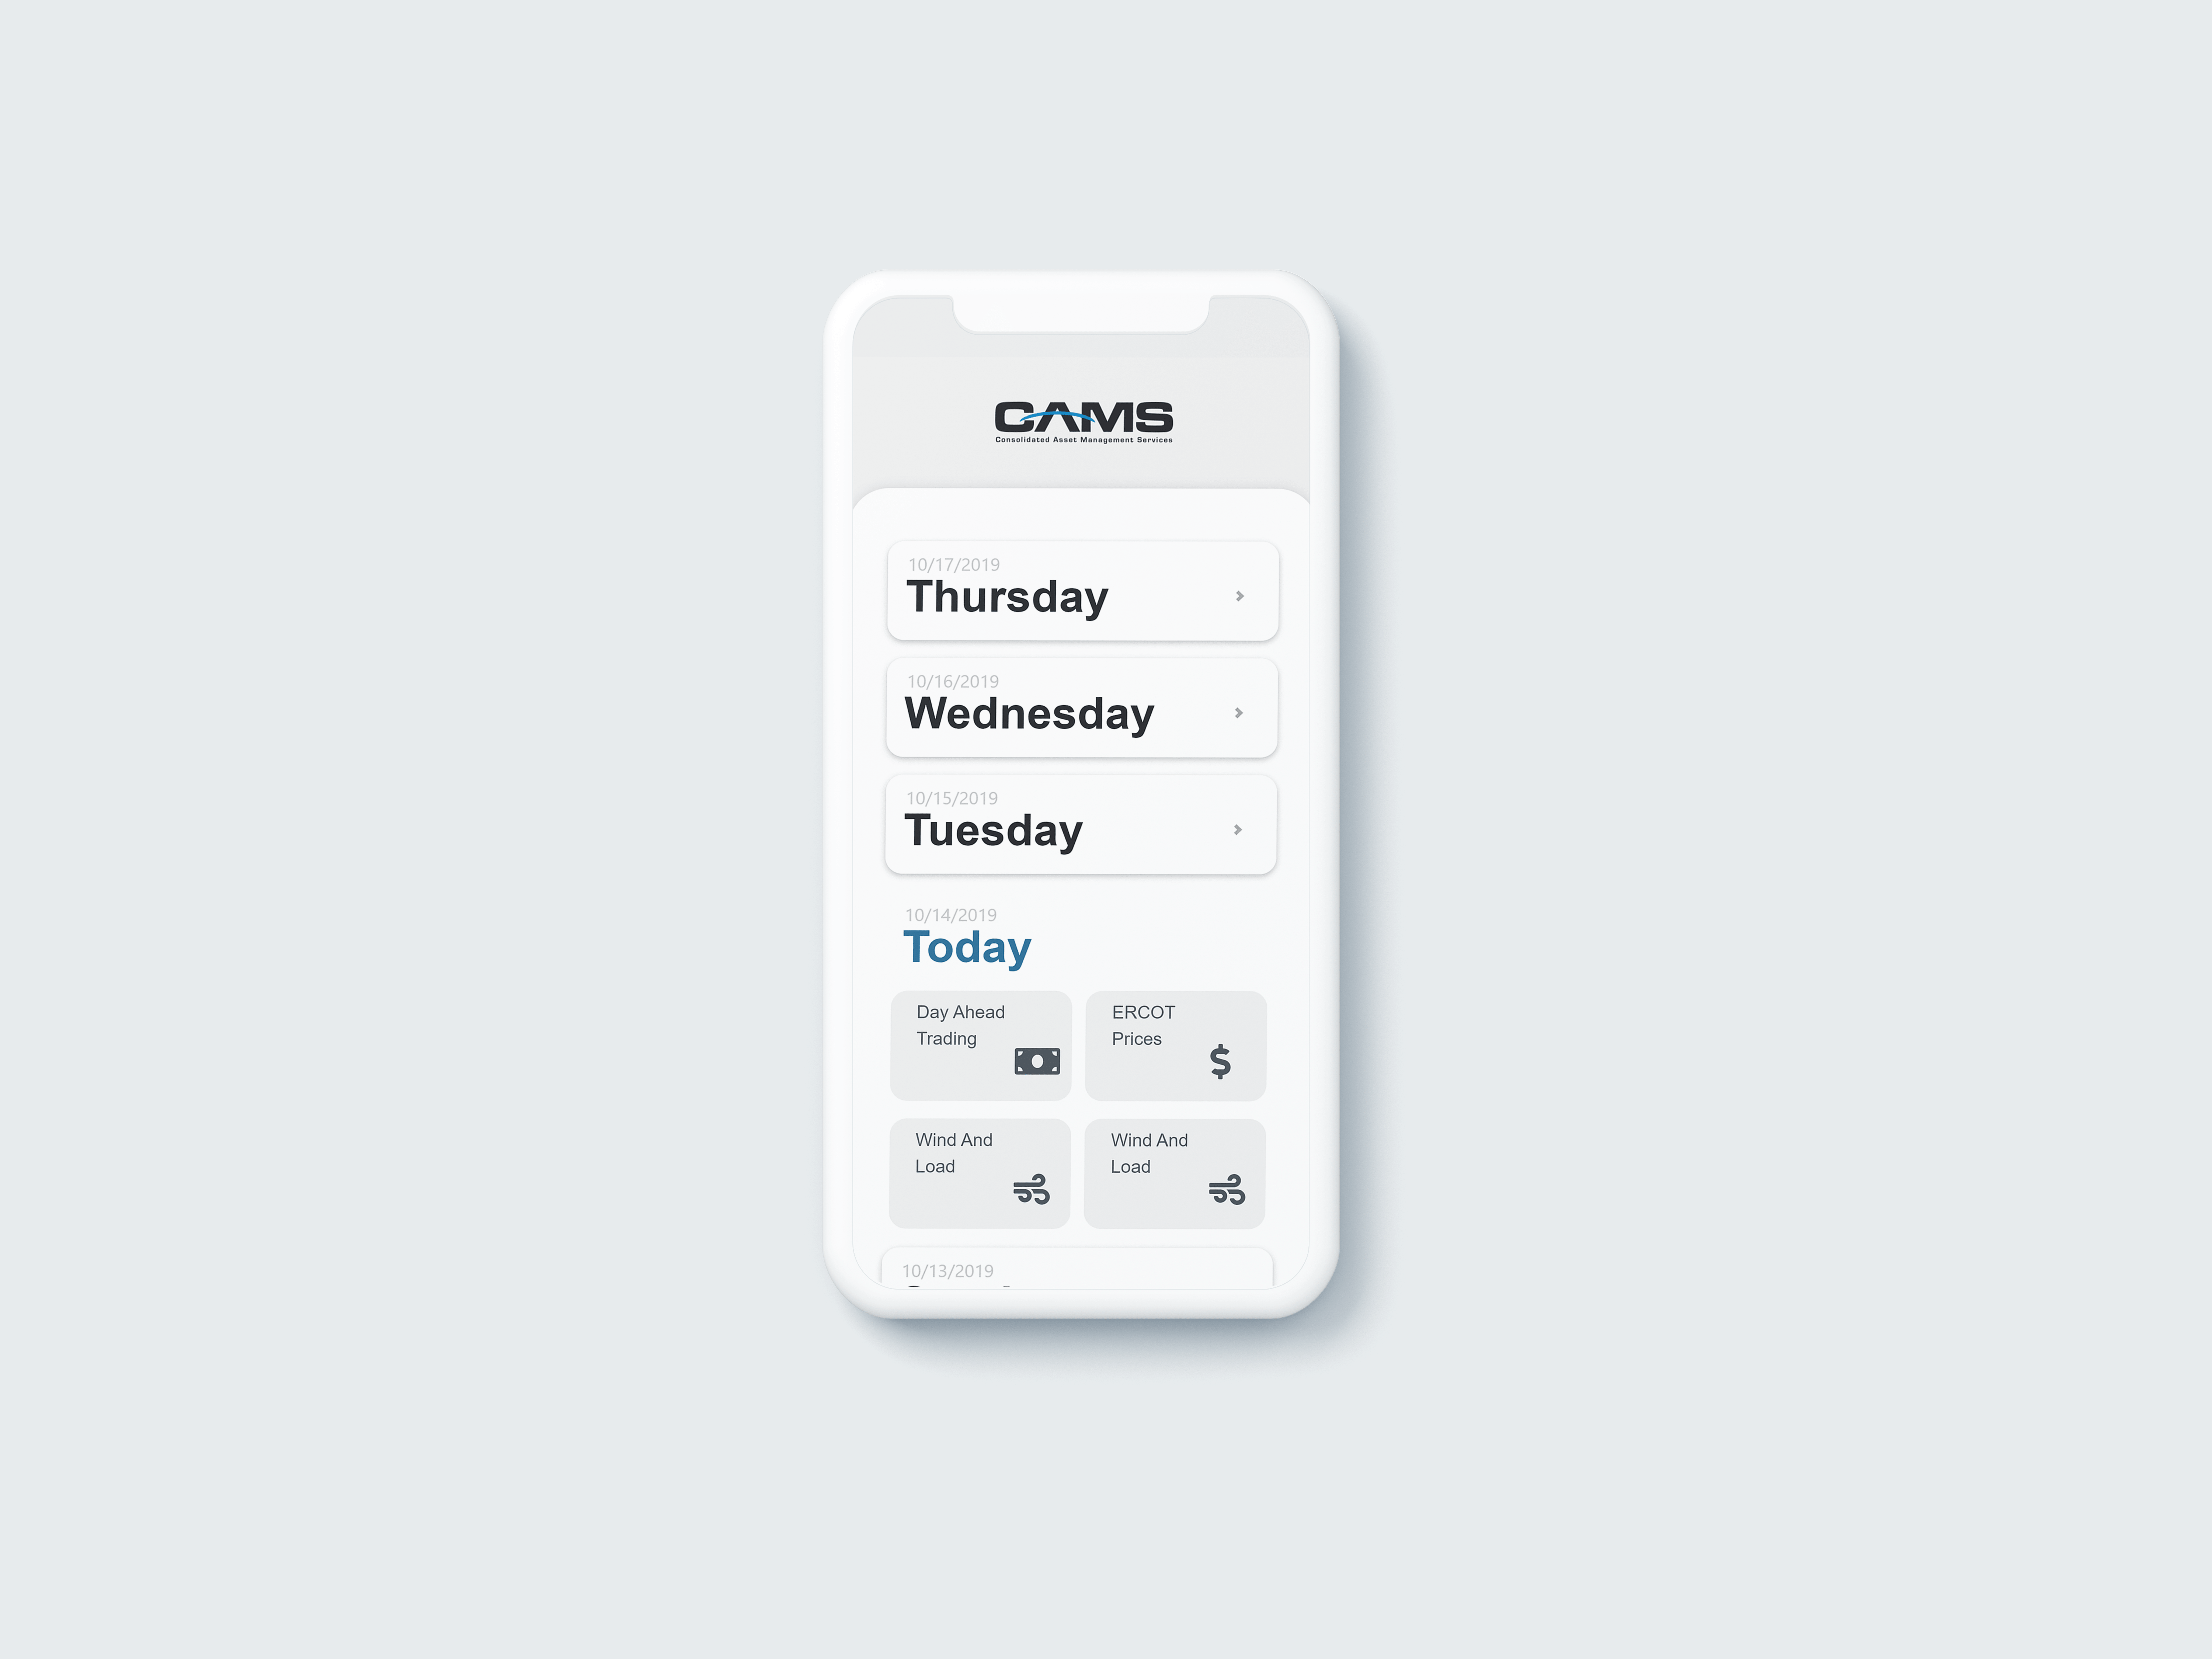 CAMS
Consolidated Asset Management Services
10/17/2019
Thursday
10/16/2019
Wednesday
10/15/2019
Tuesday
10/14/2019
Today
Day Ahead
Trading
ERCOT
Prices
Wind And
Load
Wind And
Load
10/13/2019